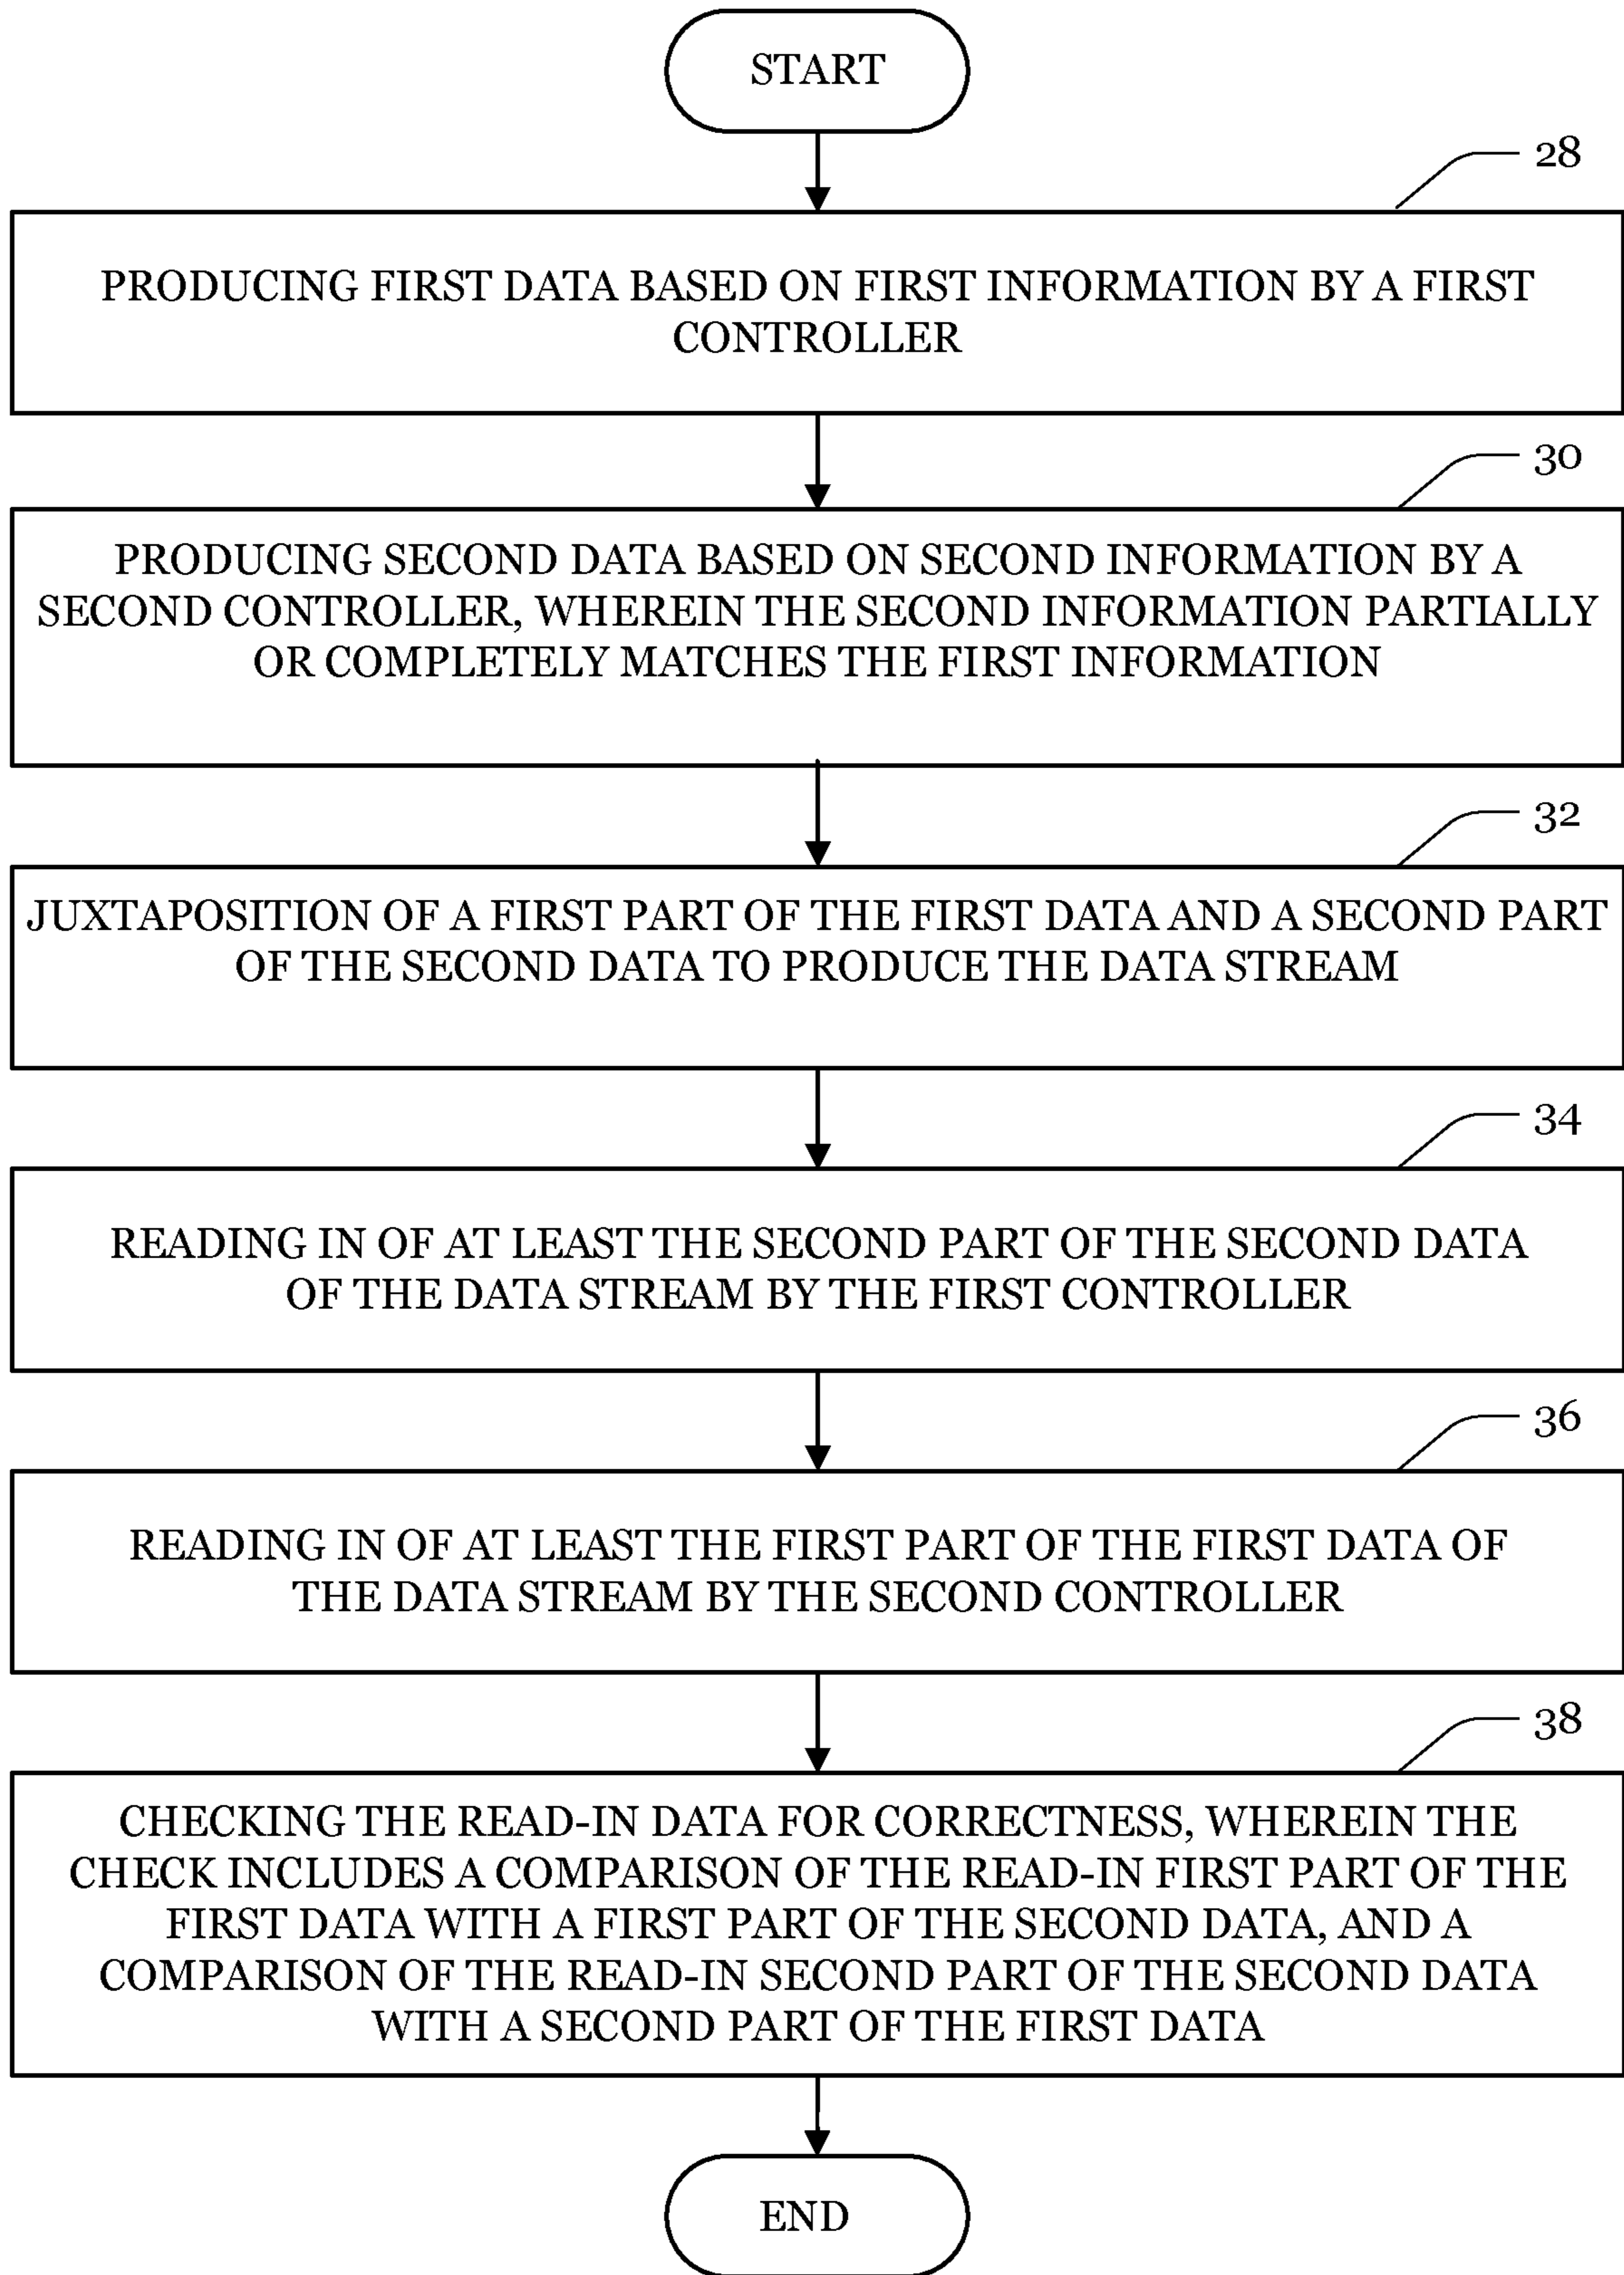 START
28
PRODUCING FIRST DATA BASED ON FIRST INFORMATION BY A FIRST
CONTROLLER
30
PRODUCING SECOND DATA BASED ON SECOND INFORMATION BY A
SECOND CONTROLLER, WHEREIN THE SECOND INFORMATION PARTIALLY
OR COMPLETELY MATCHES THE FIRST INFORMATION
32
JUXTAPOSITION OF A FIRST PART OF THE FIRST DATA AND A SECOND PART
OF THE SECOND DATA TO PRODUCE THE DATA STREAM
34
READING IN OF AT LEAST THE SECOND PART OF THE SECOND DATA
OF THE DATA STREAM BY THE FIRST CONTROLLER
36
READING IN OF AT LEAST THE FIRST PART OF THE FIRST DATA OF
THE DATA STREAM BY THE SECOND CONTROLLER
38
CHECKING THE READ-IN DATA FOR CORRECTNESS, WHEREIN THE
CHECK INCLUDES A COMPARISON OF THE READ-IN FIRST PART OF THE
FIRST DATA WITH A FIRST PART OF THE SECOND DATA, AND A
COMPARISON OF THE READ-IN SECOND PART OF THE SECOND DATA
WITH A SECOND PART OF THE FIRST DATA
END